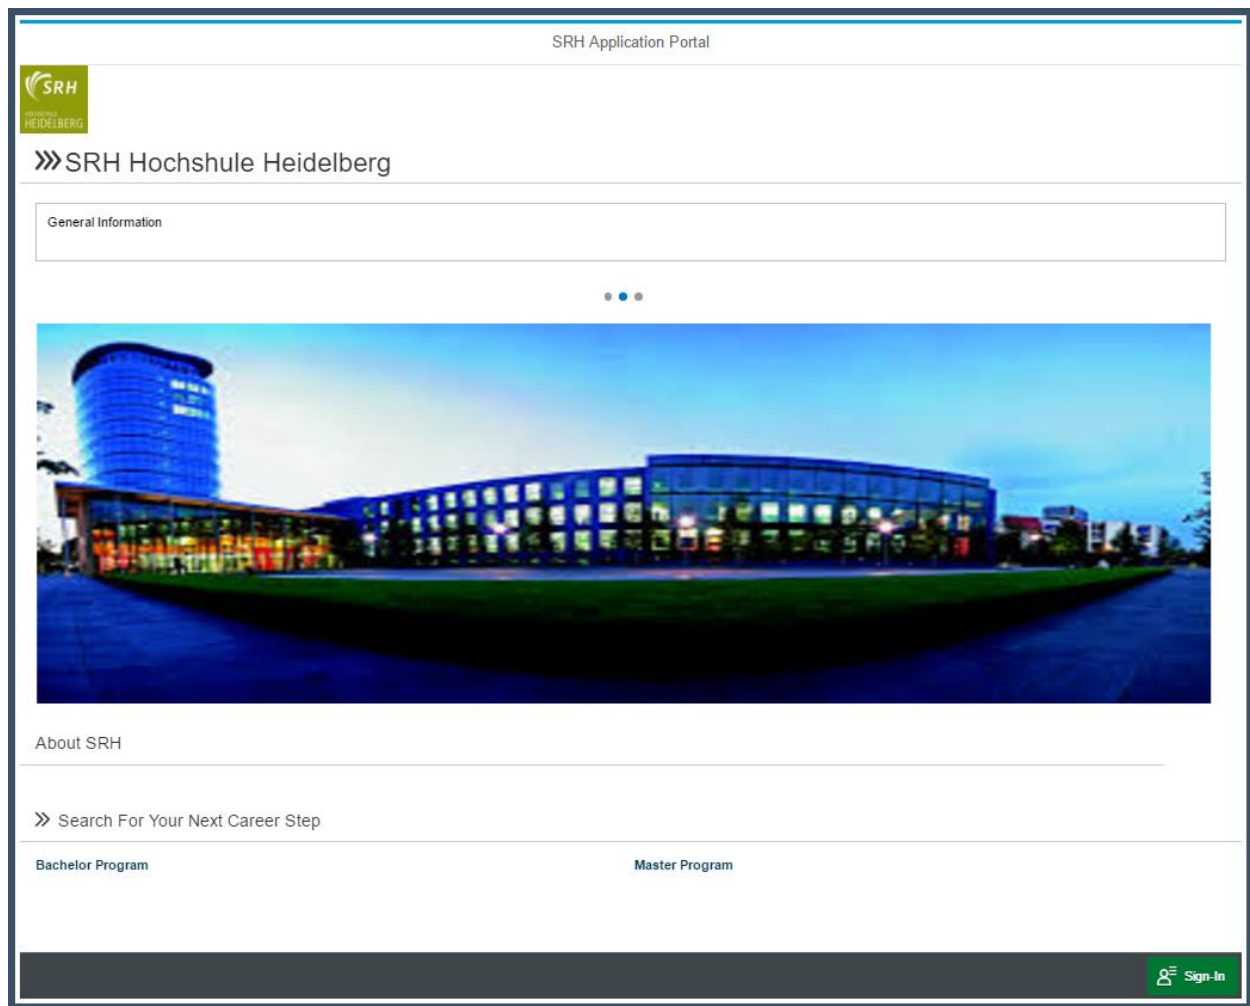 SRH Application Portal
SRH
HOCHSCHULE
HEIDELBERG
SRH Hochshule Heidelberg
General Information
About SRH
Search For Your Next Career Step
Bachelor Program Master Program
Sign-In